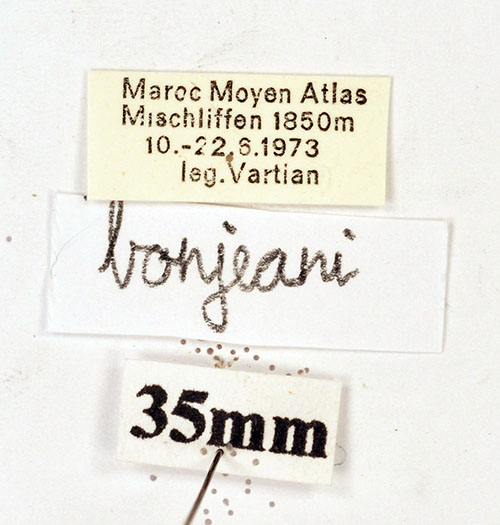 Maroc Moyen Atlas
Mischliffen 1850m
10.-22.6.1973
leg.Vartian
bonjeani
35mm